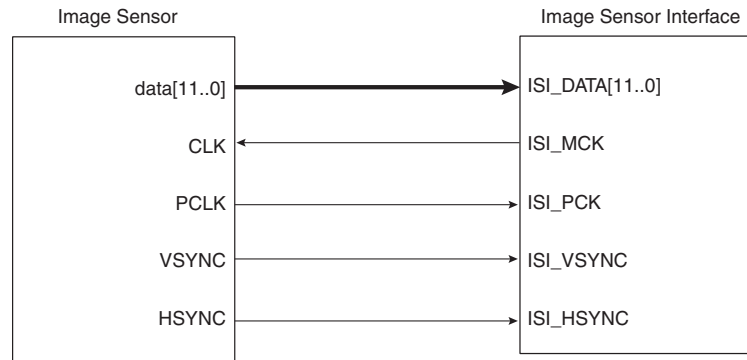 Image Sensor
Image Sensor Interface
data[11..0]
ISI_DATA[11..0]
CLK
ISI_MCK
PCLK
ISI_PCK
VSYNC
ISI_VSYNC
HSYNC
ISI_HSYNC